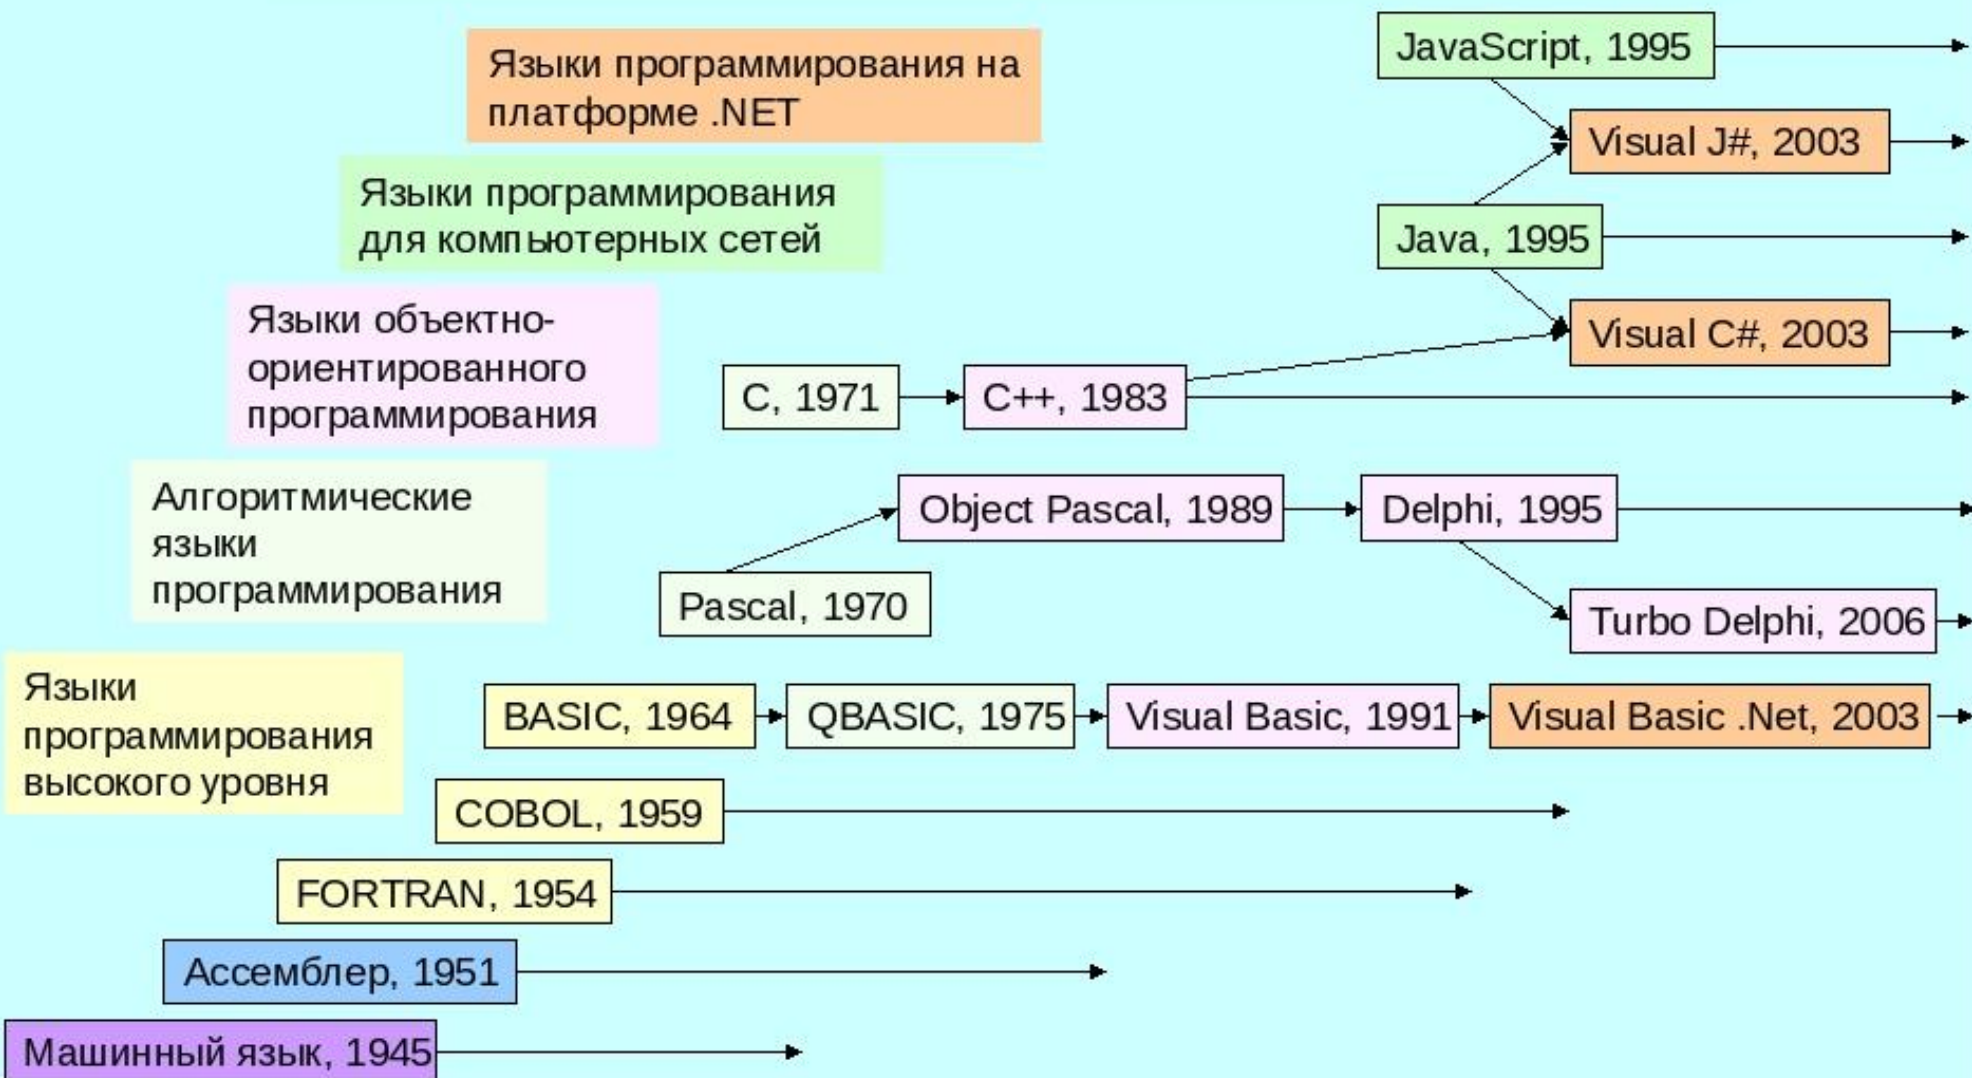 JavaScript, 1995
Языки программирования на
платформе .NET
Visual J#, 2003
Языки программирования
для компьютерных сетей
Java, 1995
Языки объектно-
ориентированного
программирования
Visual C#, 2003
C, 1971
C++, 1983
Алгоритмические
языки
программирования
Object Pascal, 1989
Delphi, 1995
Pascal, 1970
Turbo Delphi, 2006
Языки
программирования
высокого уровня
BASIC, 1964
QBASIC, 1975
Visual Basic, 1991
Visual Basic .Net, 2003
COBOL, 1959
FORTRAN, 1954
Ассемблер, 1951
Машинный язык, 1945